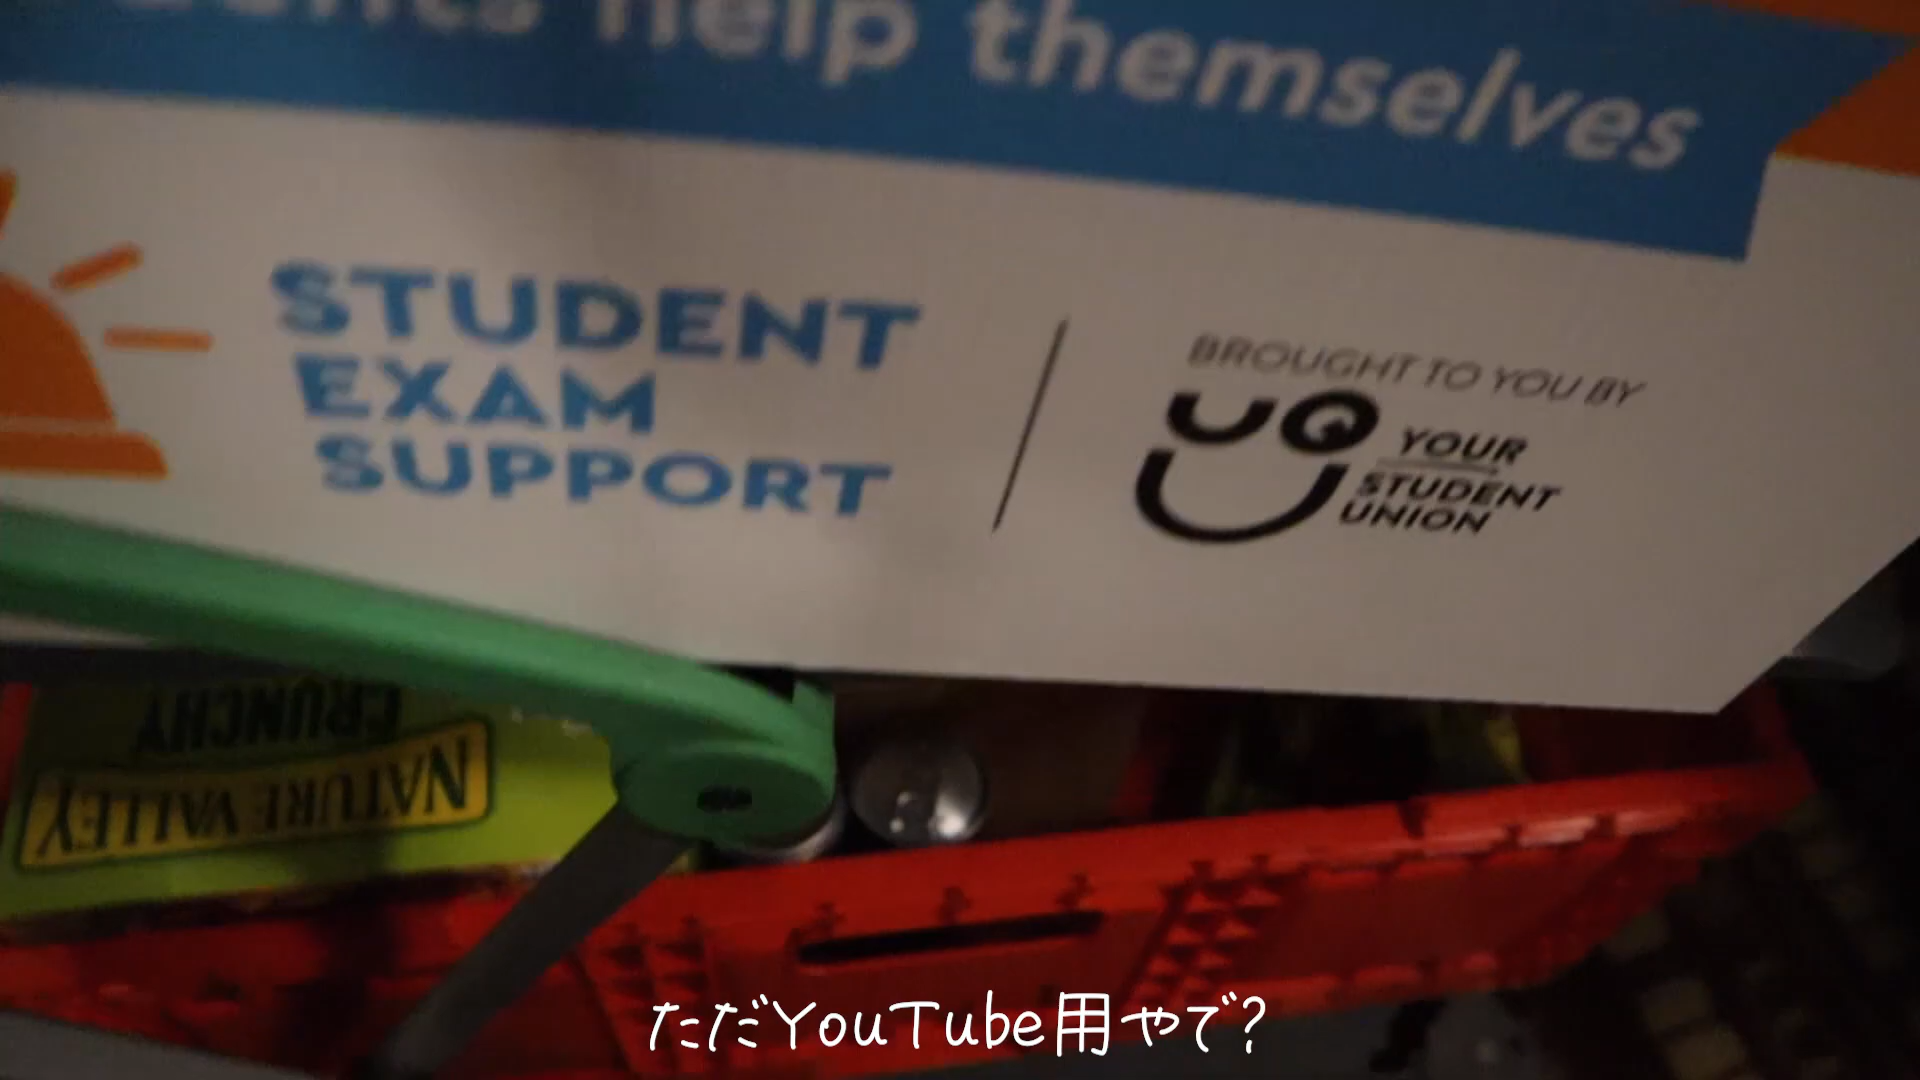 help themselves
STUDENT
EXAM
SUPPORT
BROUGHT TO YOU BY
UQU
YOUR
STUDENT
UNION
CRUNCHY
NATURE VALLEY
ただYouTube用やで?